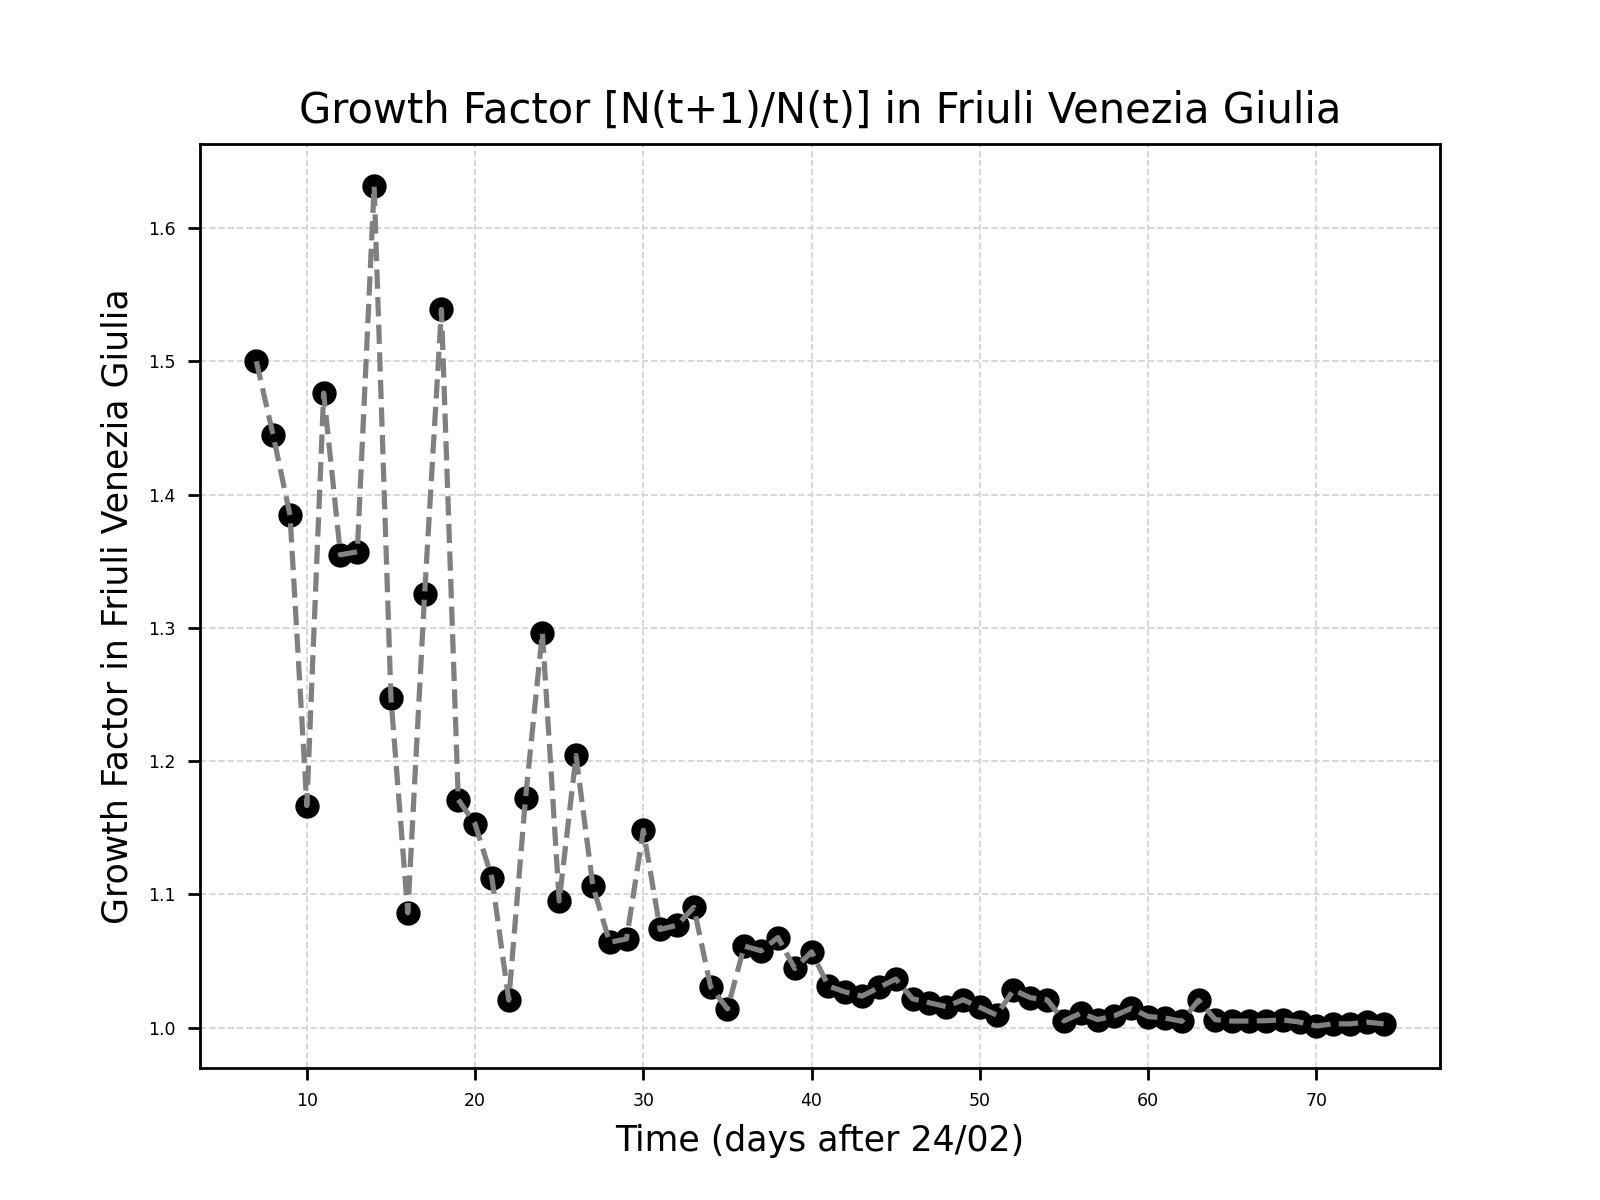 Growth Factor [N(t+1)/N(t)] in Friuli Venezia Giulia
Growth Factor in Friuli Venezia Giulia
1.6
1.5
1.4
1.3
1.2
1.1
1.0
10 20 30 40 50 60 70
Time (days after 24/02)